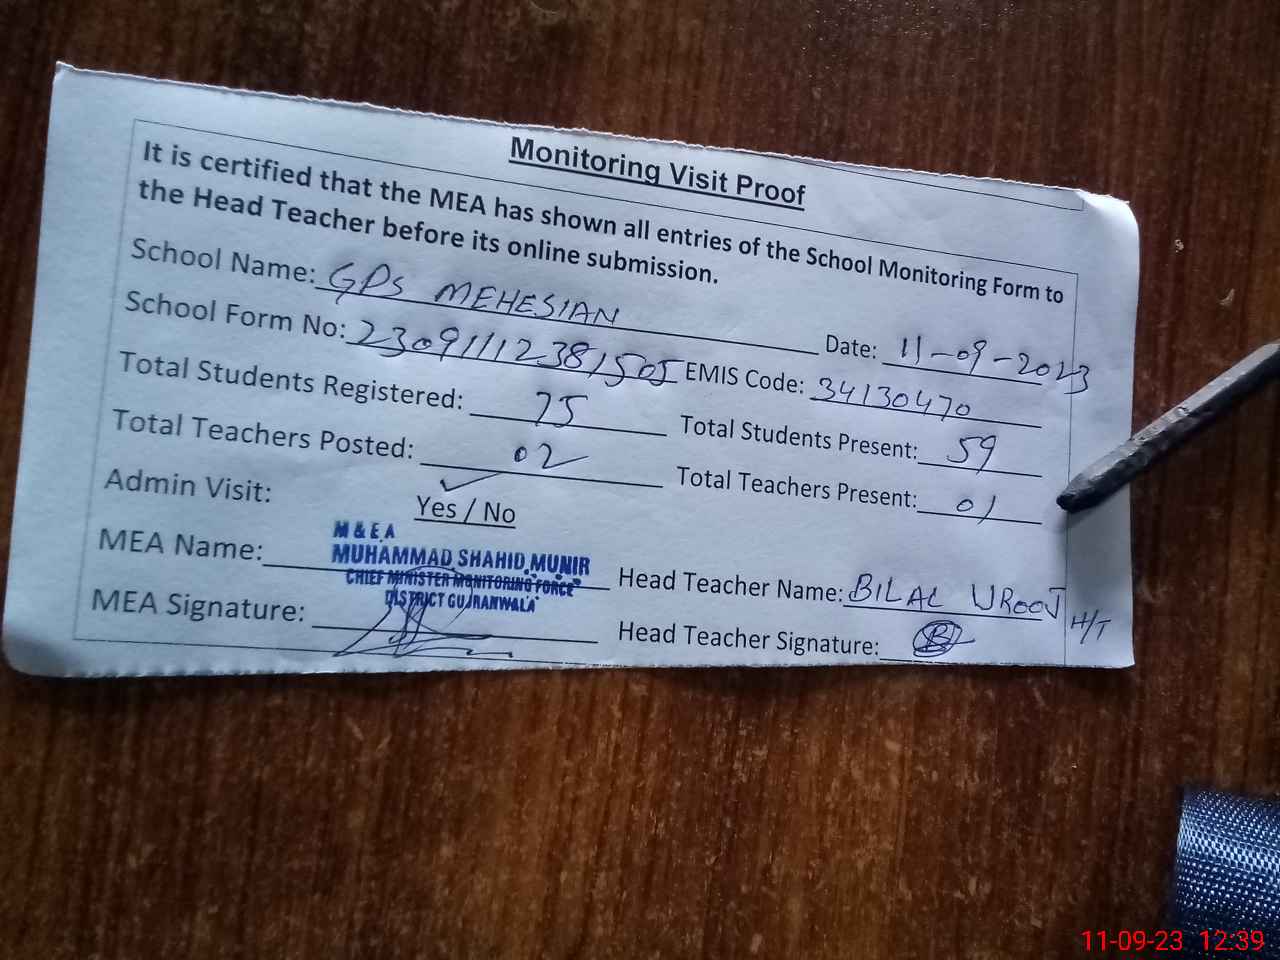 Monitoring Visit Proof
It is certified that the MEA has shown all entries of the School Monitoring Form to
the Head Teacher before its online submission.
School Name: GPS MEHESIAN Date: 11-09-2023
School Form No: 23091112381505 EMIS Code: 34130470
Total Students Registered: 75 Total Students Present: 59
Total Teachers Posted: 02 Total Teachers Present: 01
Admin Visit: Yes / No
M & E A
MEA Name: MUHAMMAD SHAHID MUNIR Head Teacher Name: BILAL UROOJ H/T
CHIEF MINISTER MONITORING FORCE
DISTRICT GUJRANWALA
MEA Signature: Head Teacher Signature:
11-09-23 12:39